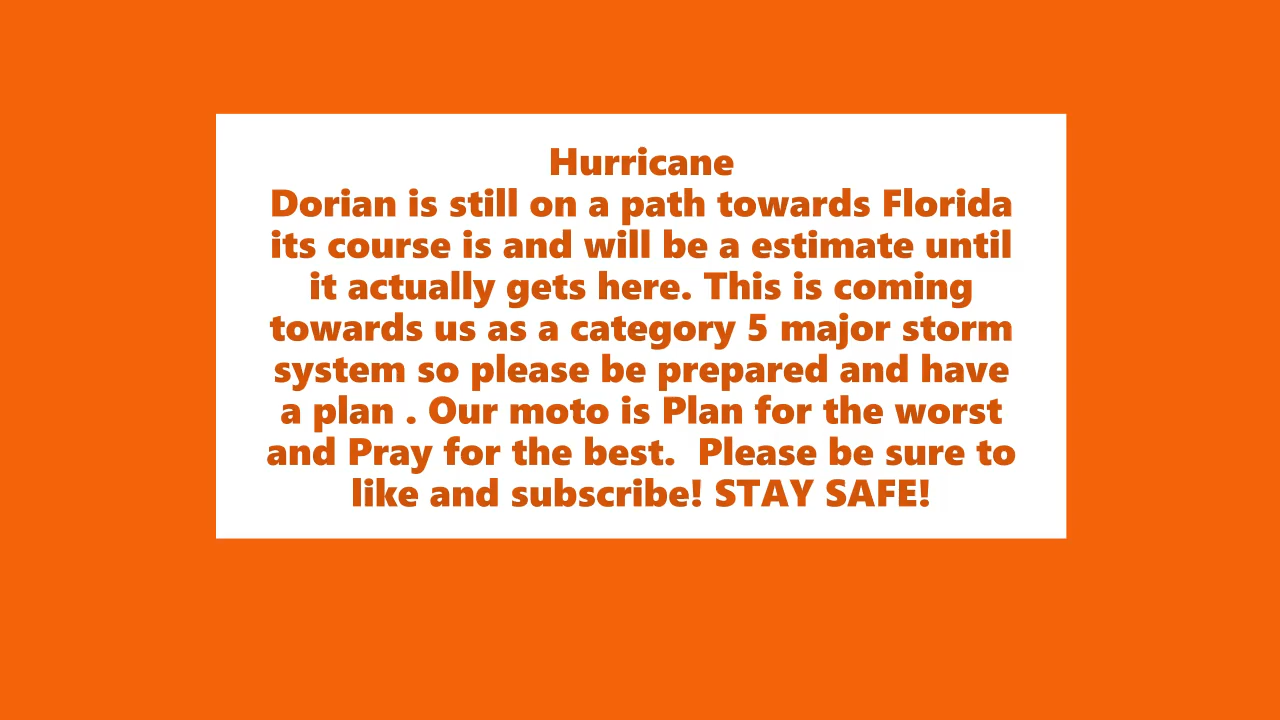 Hurricane
Dorian is still on a path towards Florida
its course is and will be a estimate until
it actually gets here. This is coming
towards us as a category 5 major storm
system so please be prepared and have
a plan . Our moto is Plan for the worst
and Pray for the best.  Please be sure to
like and subscribe! STAY SAFE!